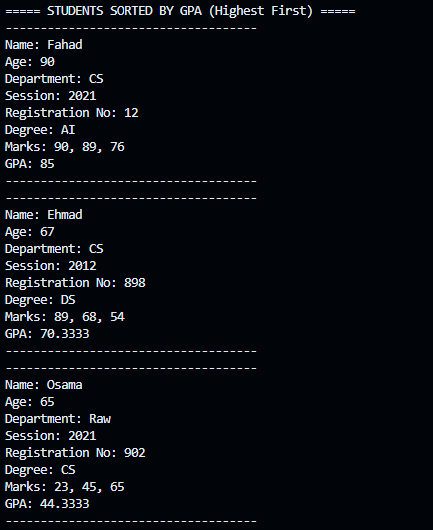 ===== STUDENTS SORTED BY GPA (Highest First) =====
------------------------------------
Name: Fahad
Age: 90
Department: CS
Session: 2021
Registration No: 12
Degree: AI
Marks: 90, 89, 76
GPA: 85
------------------------------------
------------------------------------
Name: Ehmad
Age: 67
Department: CS
Session: 2012
Registration No: 898
Degree: DS
Marks: 89, 68, 54
GPA: 70.3333
------------------------------------
------------------------------------
Name: Osama
Age: 65
Department: Raw
Session: 2021
Registration No: 902
Degree: CS
Marks: 23, 45, 65
GPA: 44.3333
------------------------------------